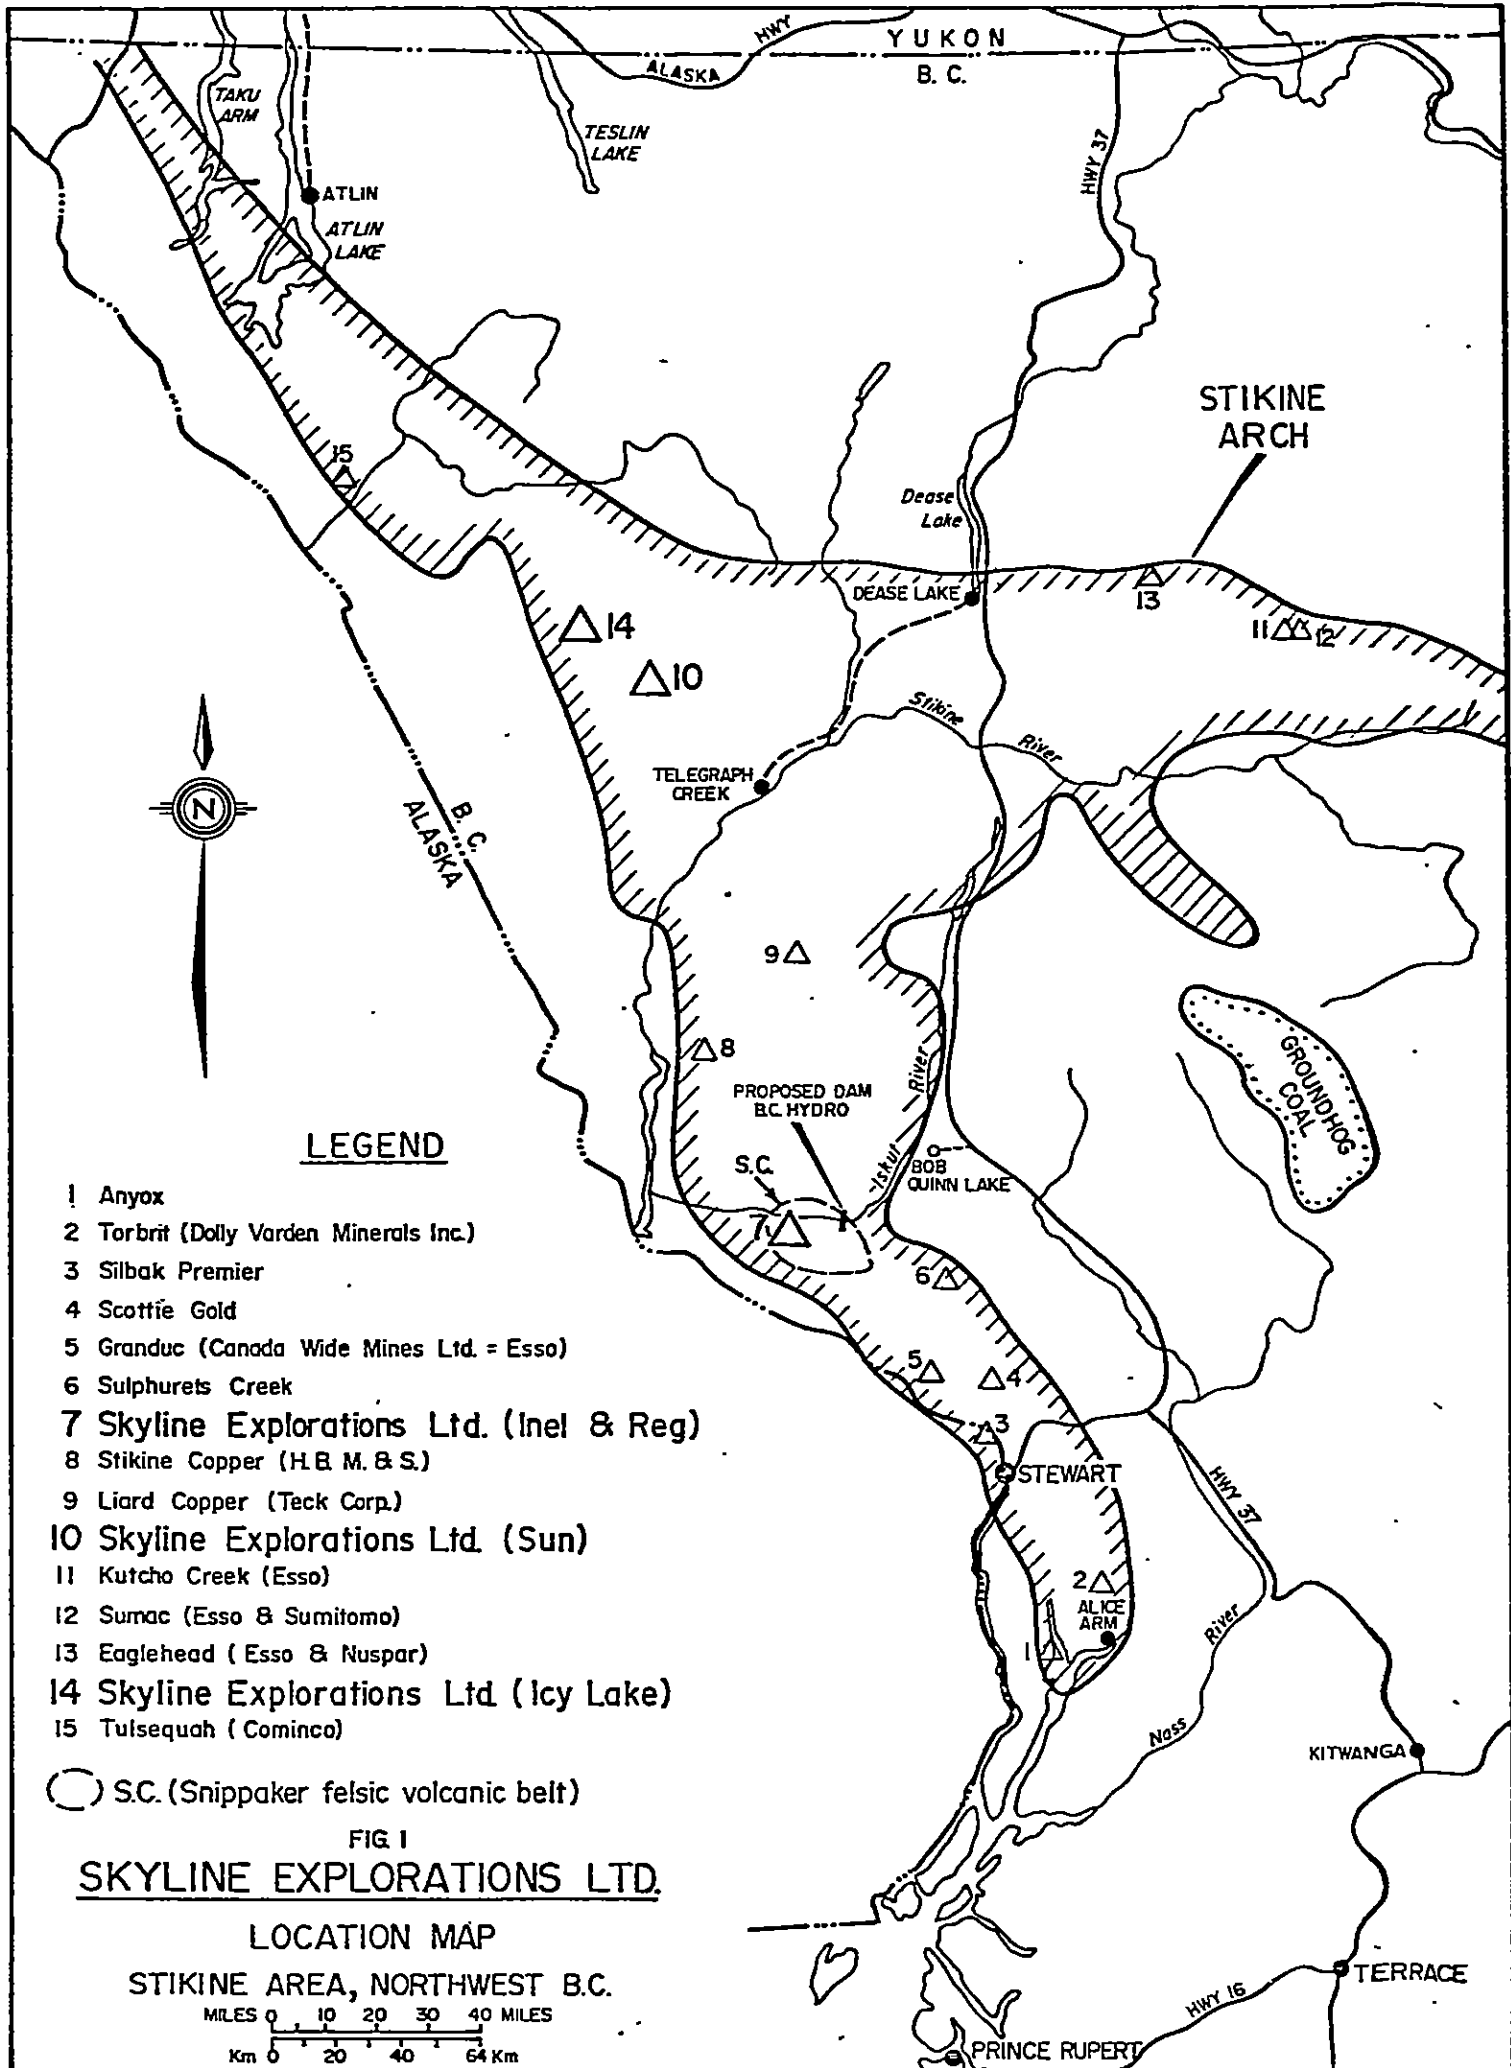 YUKON
B. C.
ALASKA HWY
TAKU
ARM
TESLIN
LAKE
HWY 37
ATLIN
ATLIN
LAKE
STIKINE
ARCH
15
Dease
Lake
DEASE LAKE
13
11
12
14
10
Stikine River
TELEGRAPH
CREEK
N
B. C.
ALASKA
9
8
GROUNDHOG
COAL
PROPOSED DAM
B.C. HYDRO
Iskut River
S.C.
BOB
QUINN LAKE
7
6
5
4
3
STEWART
HWY 37
2
ALICE
ARM
1
Nass River
KITWANGA
TERRACE
HWY 16
PRINCE RUPERT
LEGEND
1 Anyox
2 Torbrit (Dolly Varden Minerals Inc.)
3 Silbak Premier
4 Scottie Gold
5 Granduc (Canada Wide Mines Ltd. = Esso)
6 Sulphurets Creek
7 Skyline Explorations Ltd. (Inel & Reg)
8 Stikine Copper (H.B. M. & S.)
9 Liard Copper (Teck Corp.)
10 Skyline Explorations Ltd. (Sun)
11 Kutcho Creek (Esso)
12 Sumac (Esso & Sumitomo)
13 Eaglehead ( Esso & Nuspar)
14 Skyline Explorations Ltd. ( Icy Lake)
15 Tulsequah ( Cominco)
S.C. (Snippaker felsic volcanic belt)
FIG. 1
SKYLINE EXPLORATIONS LTD.
LOCATION MAP
STIKINE AREA, NORTHWEST B.C.
MILES 0 10 20 30 40 MILES
Km 0 20 40 64 Km